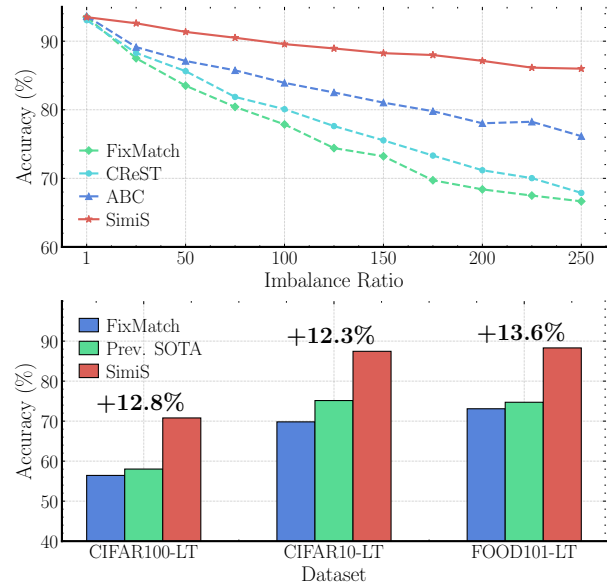 90
80
70
60
Accuracy (%)
FixMatch
CReST
ABC
SimiS
1
50
100
150
200
250
Imbalance Ratio
90
80
70
60
50
40
Accuracy (%)
FixMatch
Prev. SOTA
SimiS
+12.8%
+12.3%
+13.6%
CIFAR100-LT
CIFAR10-LT
FOOD101-LT
Dataset